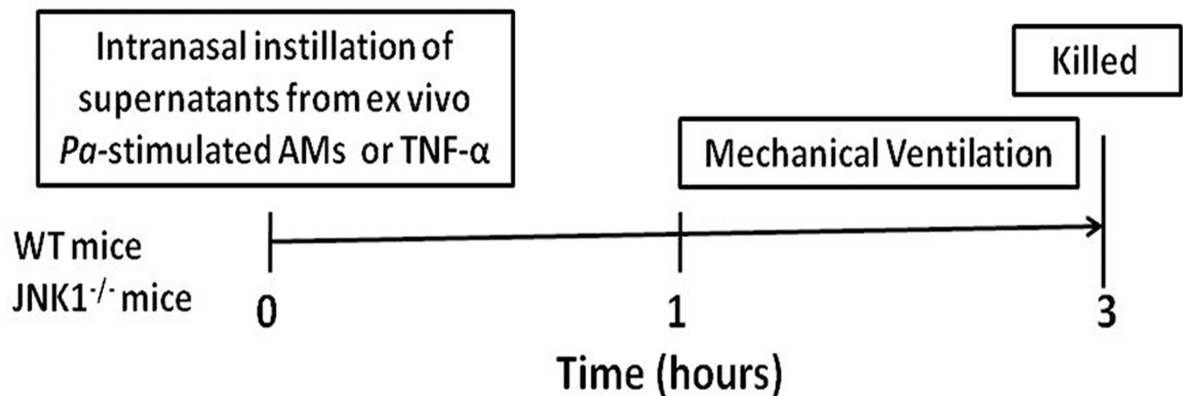 Intranasal instillation of
supernatants from ex vivo
Pa-stimulated AMs or TNF-α
Killed
Mechanical Ventilation
WT mice
JNK1-/- mice
0
1
3
Time (hours)